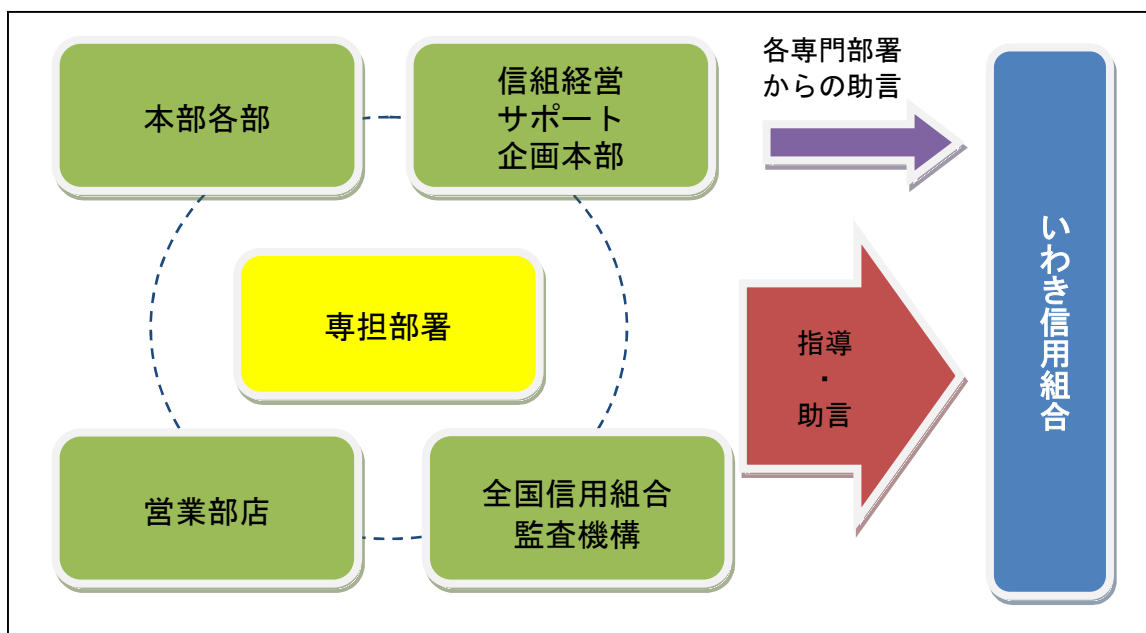 本部各部
信組経営
サポート
企画本部
各専門部署
からの助言
専担部署
指導
・
助言
いわき信用組合
営業部店
全国信用組合
監査機構